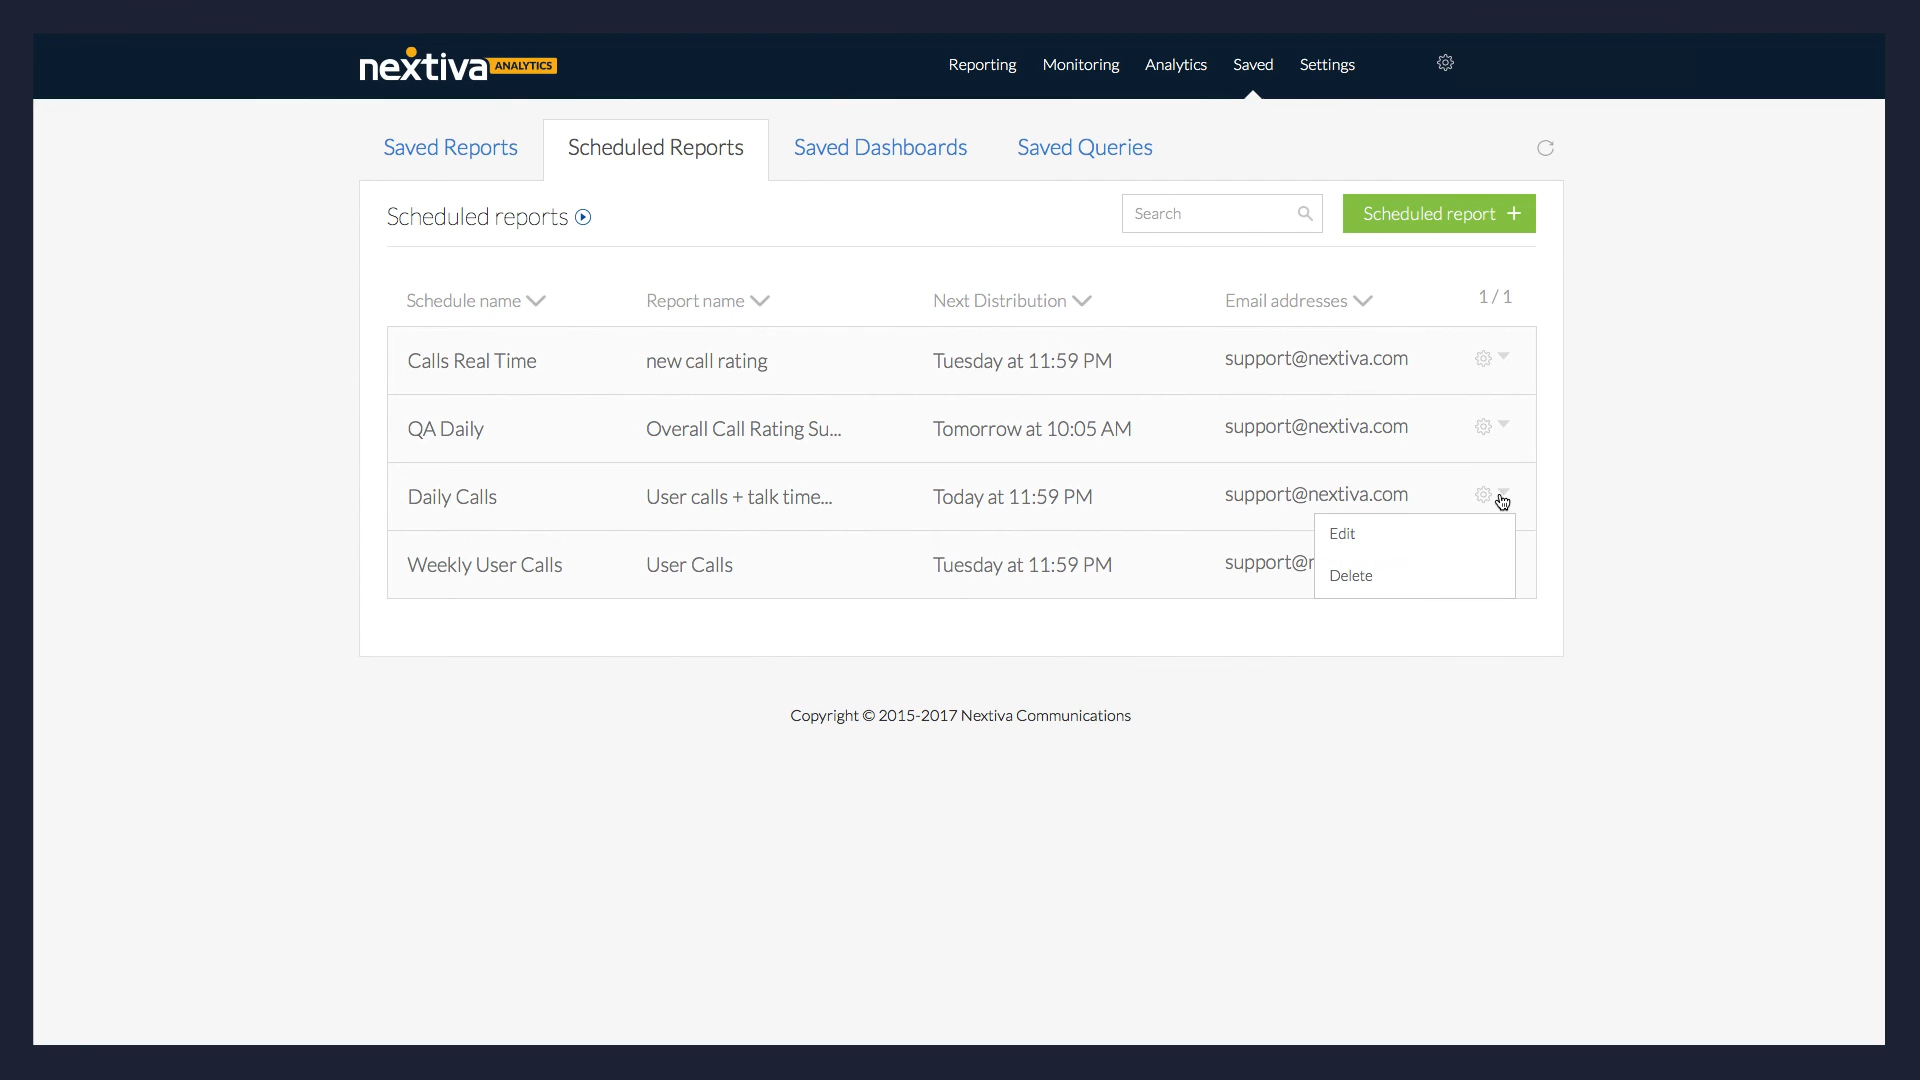 nextiva ANALYTICS
Reporting Monitoring Analytics Saved Settings
Saved Reports Scheduled Reports Saved Dashboards Saved Queries
Scheduled reports Search Scheduled report +
Schedule name Report name Next Distribution Email addresses 1 / 1
Calls Real Time new call rating Tuesday at 11:59 PM support@nextiva.com
QA Daily Overall Call Rating Su... Tomorrow at 10:05 AM support@nextiva.com
Daily Calls User calls + talk time... Today at 11:59 PM support@nextiva.com
Edit
Weekly User Calls User Calls Tuesday at 11:59 PM support@
Delete
Copyright © 2015-2017 Nextiva Communications